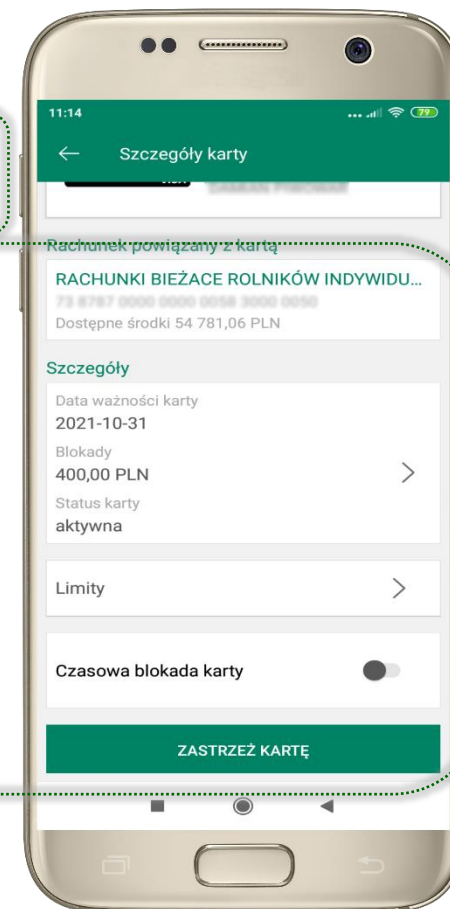 11:14
79
Szczegóły karty
Rachunek powiązany z kartą
RACHUNKI BIEŻACE ROLNIKÓW INDYWIDU...
Dostępne środki 54 781,06 PLN
Szczegóły
Data ważności karty
2021-10-31
Blokady
400,00 PLN
Status karty
aktywna
Limity
Czasowa blokada karty
ZASTRZEŻ KARTĘ